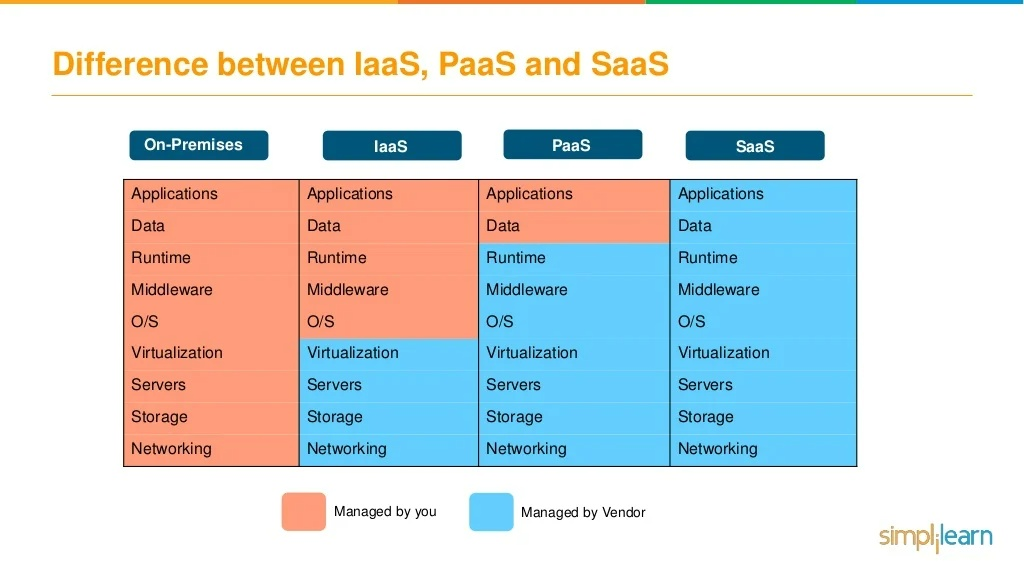 Difference between IaaS, PaaS and SaaS
On-Premises IaaS PaaS SaaS
Applications Applications Applications Applications
Data Data Data Data
Runtime Runtime Runtime Runtime
Middleware Middleware Middleware Middleware
O/S O/S O/S O/S
Virtualization Virtualization Virtualization Virtualization
Servers Servers Servers Servers
Storage Storage Storage Storage
Networking Networking Networking Networking
Managed by you Managed by Vendor
simplilearn